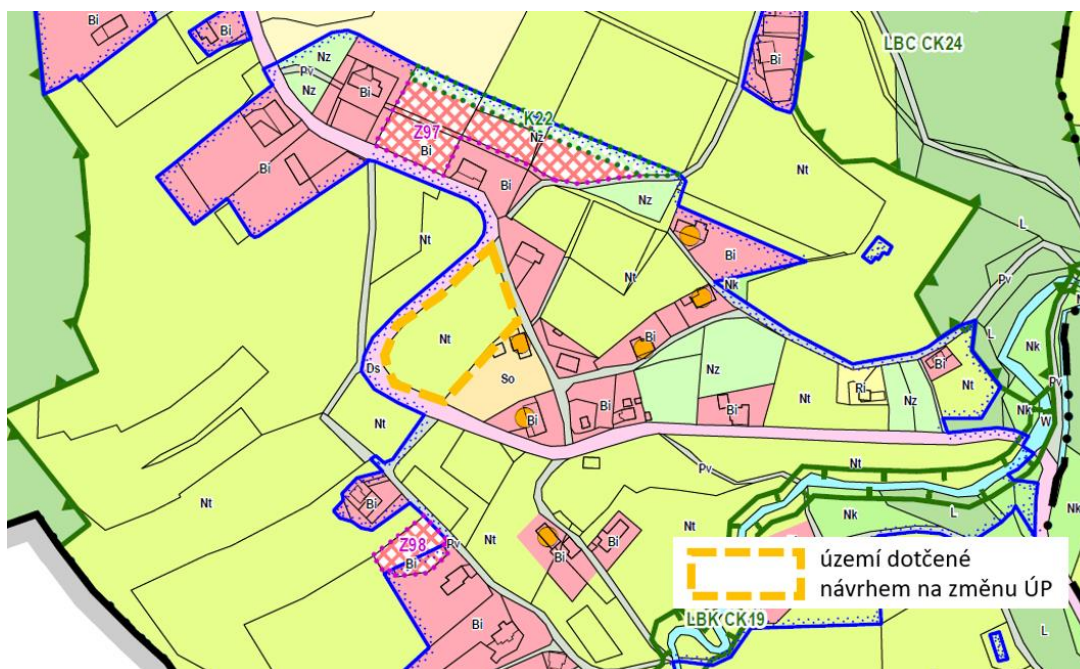 Bi
Bi
Bi
LBC CK24
Nz
Pv
Nz
Bi
K22
Nz
Z97
Bi
Bi
Bi
Nz
Nt
L
Nt
Nt
Bi
Nk
Pv
L
Nk
Nt
Bi
Ds
So
Bi
Nz
Bi
Bi
Ri
Nz
Bi
Nt
Nk
Pv
W
Nt
Bi
Pv
Nt
Nt
Nt
Bi
Nt
Nk
L
Nk
Z98
Bi
Pv
Bi
Bi
území dotčené
návrhem na změnu ÚP
LBK CK19
Bi
L